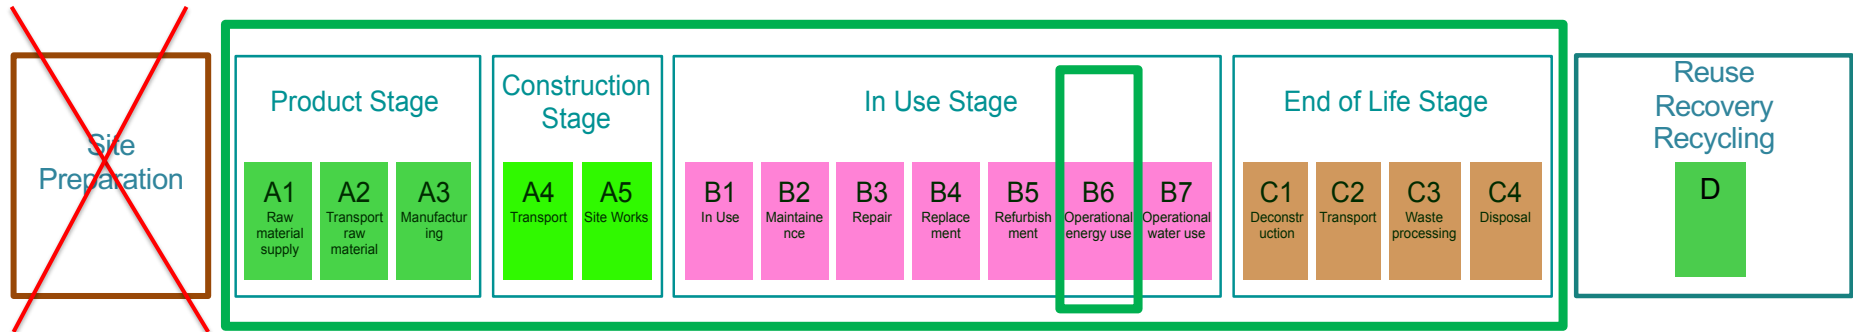 Site
Preparation
Product Stage
A1
Raw
material
supply
A2
Transport
raw
material
A3
Manufactur
ing
Construction
Stage
A4
Transport
A5
Site Works
In Use Stage
B1
In Use
B2
Maintaine
nce
B3
Repair
B4
Replace
ment
B5
Refurbish
ment
B6
Operational
energy use
B7
Operational
water use
End of Life Stage
C1
Deconstr
uction
C2
Transport
C3
Waste
processing
C4
Disposal
Reuse
Recovery
Recycling
D